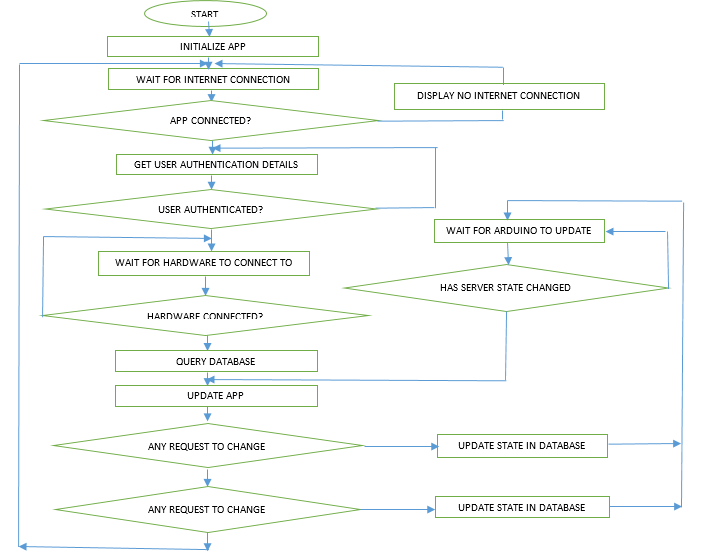 START
INITIALIZE APP
WAIT FOR INTERNET CONNECTION
DISPLAY NO INTERNET CONNECTION
APP CONNECTED?
GET USER AUTHENTICATION DETAILS
USER AUTHENTICATED?
WAIT FOR ARDUINO TO UPDATE
WAIT FOR HARDWARE TO CONNECT TO
HAS SERVER STATE CHANGED
HARDWARE CONNECTED?
QUERY DATABASE
UPDATE APP
ANY REQUEST TO CHANGE
UPDATE STATE IN DATABASE
ANY REQUEST TO CHANGE
UPDATE STATE IN DATABASE